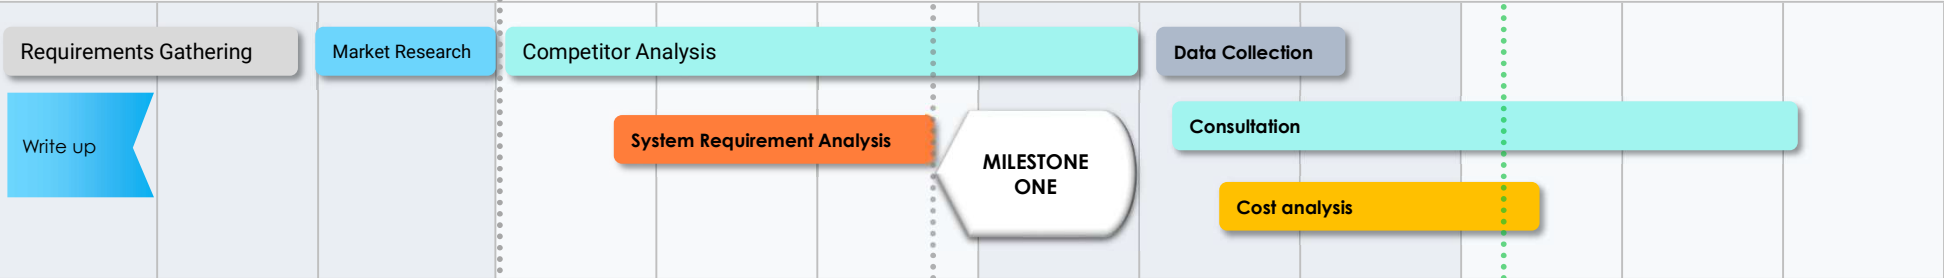 Requirements Gathering
Market Research
Competitor Analysis
Data Collection
Write up
System Requirement Analysis
MILESTONE
ONE
Consultation
Cost analysis